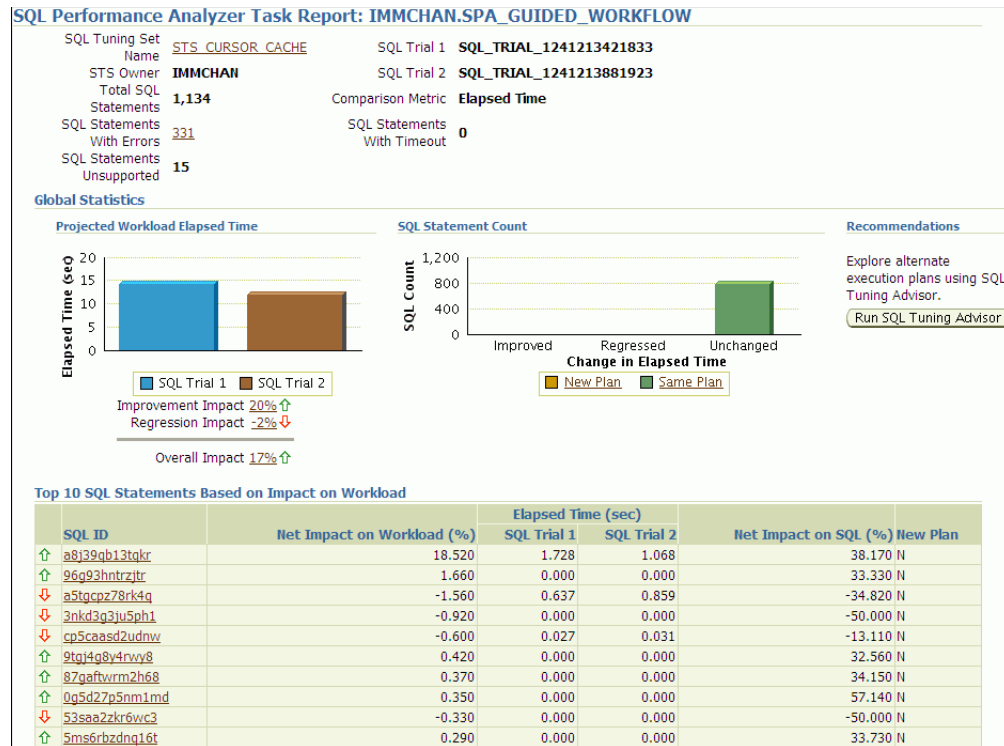 SQL Performance Analyzer Task Report: IMMCHAN.SPA_GUIDED_WORKFLOW
SQL Tuning Set Name STS_CURSOR_CACHE
STS Owner IMMCHAN
Total SQL Statements 1,134
SQL Statements With Errors 331
SQL Statements Unsupported 15
SQL Trial 1 SQL_TRIAL_1241213421833
SQL Trial 2 SQL_TRIAL_1241213881923
Comparison Metric Elapsed Time
SQL Statements With Timeout 0
Global Statistics
Projected Workload Elapsed Time
Elapsed Time (sec)
20
15
10
5
0
SQL Trial 1 SQL Trial 2
Improvement Impact 20%
Regression Impact -2%
Overall Impact 17%
SQL Statement Count
SQL Count
1,200
800
400
0
Improved Regressed Unchanged
Change in Elapsed Time
New Plan Same Plan
Recommendations
Explore alternate
execution plans using SQL
Tuning Advisor.
Run SQL Tuning Advisor
Top 10 SQL Statements Based on Impact on Workload
Elapsed Time (sec)
SQL ID Net Impact on Workload (%) SQL Trial 1 SQL Trial 2 Net Impact on SQL (%) New Plan
a8j39qb13tqkr 18.520 1.728 1.068 38.170 N
96g93hntrzjtr 1.660 0.000 0.000 33.330 N
a5tgcpz78rk4q -1.560 0.637 0.859 -34.820 N
3nkd3g3ju5ph1 -0.920 0.000 0.000 -50.000 N
cp5caasd2udnw -0.600 0.027 0.031 -13.110 N
9tgj4g8y4rwy8 0.420 0.000 0.000 32.560 N
87gaftwrm2h68 0.370 0.000 0.000 34.150 N
0g5d27p5nm1md 0.350 0.000 0.000 57.140 N
53saa2zkr6wc3 -0.330 0.000 0.000 -50.000 N
5ms6rbzdnq16t 0.290 0.000 0.000 33.730 N